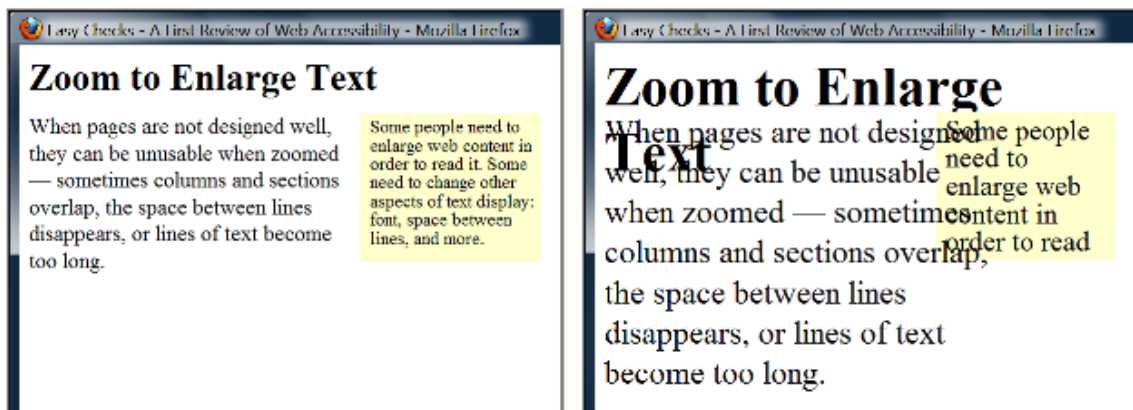 Easy Checks - A First Review of Web Accessibility - Mozilla Firefox
Zoom to Enlarge Text
When pages are not designed well,
they can be unusable when zoomed
— sometimes columns and sections
overlap, the space between lines
disappears, or lines of text become
too long.
Some people need to
enlarge web content in
order to read it. Some
need to change other
aspects of text display:
font, space between
lines, and more.
Easy Checks - A First Review of Web Accessibility - Mozilla Firefox
Zoom to Enlarge
Text
When pages are not designed
well, they can be unusable
when zoomed — sometimes
columns and sections overlap,
the space between lines
disappears, or lines of text
become too long.
Some people
need to
enlarge web
content in
order to read